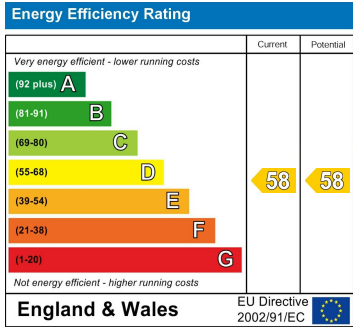 Energy Efficiency Rating
Current Potential
Very energy efficient - lower running costs
(92 plus) A
(81-91) B
(69-80) C
(55-68) D
58 58
(39-54) E
(21-38) F
(1-20) G
Not energy efficient - higher running costs
England & Wales
EU Directive
2002/91/EC